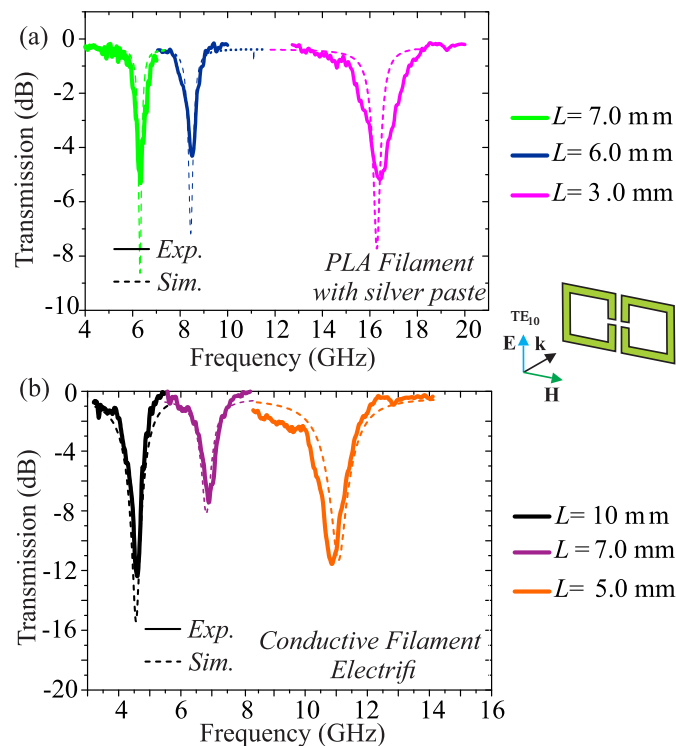 (a)
0
-2
-4
-6
-8
-10
Transmission (dB)
Exp.
Sim.
PLA Filament
with silver paste
4 6 8 10 12 14 16 18 20
Frequency (GHz)
L= 7.0 mm
L= 6.0 mm
L= 3.0 mm
TE10
E
k
H
(b)
0
-4
-8
-12
-16
-20
Transmission (dB)
Exp.
Sim.
Conductive Filament
Electrifi
4 6 8 10 12 14 16
Frequency (GHz)
L= 10 mm
L= 7.0 mm
L= 5.0 mm